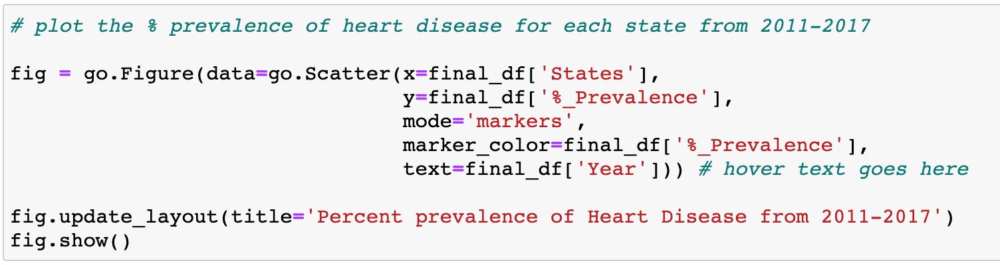 # plot the % prevalence of heart disease for each state from 2011-2017
fig = go.Figure(data=go.Scatter(x=final_df['States'],
y=final_df['%_Prevalence'],
mode='markers',
marker_color=final_df['%_Prevalence'],
text=final_df['Year'])) # hover text goes here
fig.update_layout(title='Percent prevalence of Heart Disease from 2011-2017')
fig.show()